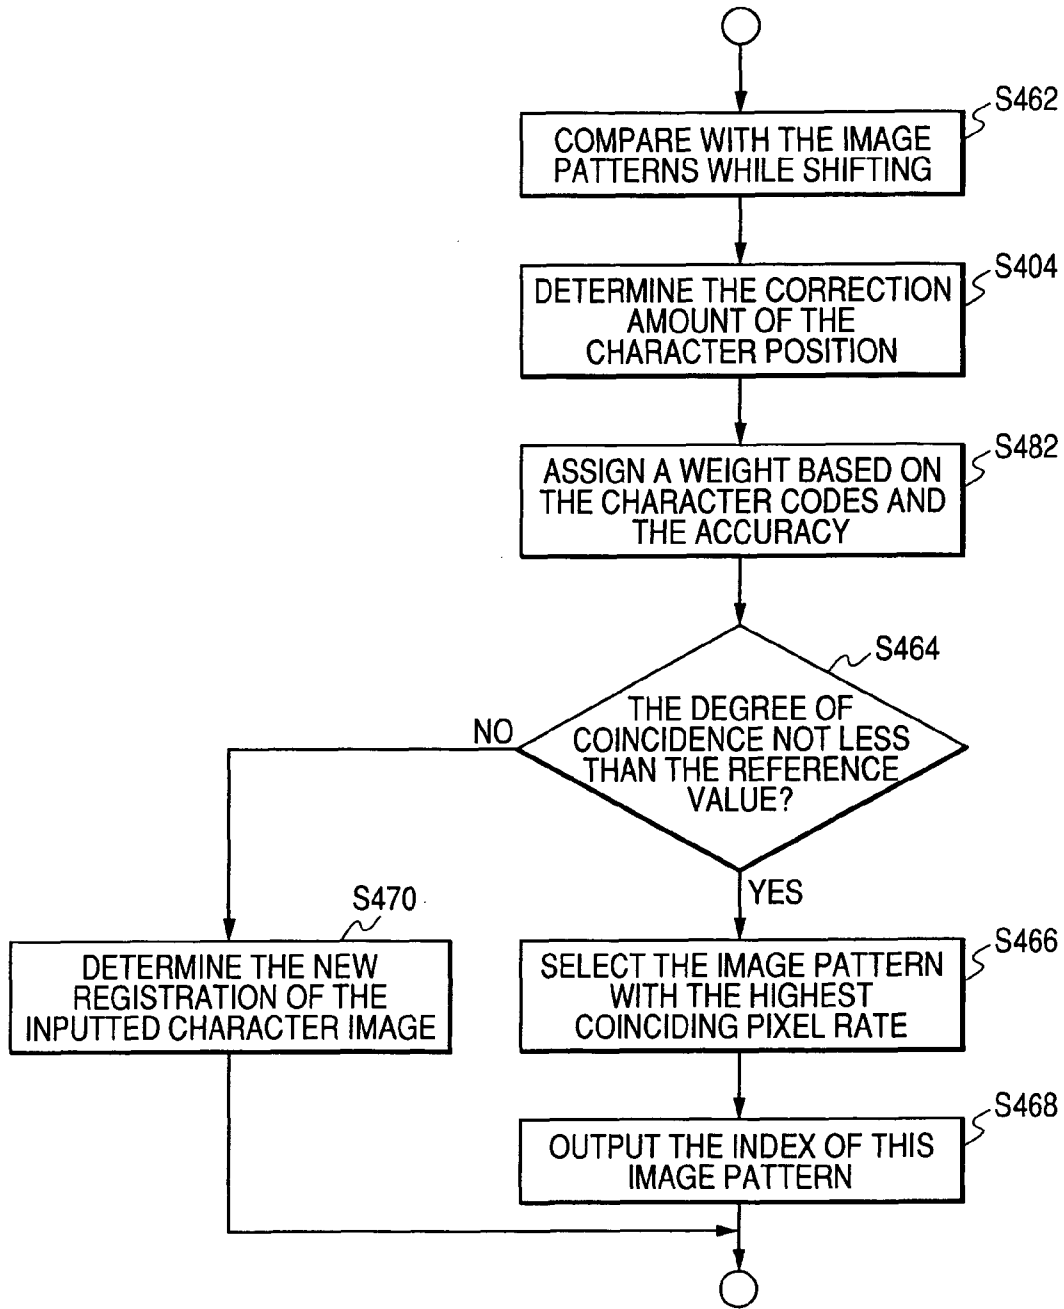 S462
COMPARE WITH THE IMAGE
PATTERNS WHILE SHIFTING
S404
DETERMINE THE CORRECTION
AMOUNT OF THE
CHARACTER POSITION
S482
ASSIGN A WEIGHT BASED ON
THE CHARACTER CODES AND
THE ACCURACY
S464
THE DEGREE OF
COINCIDENCE NOT LESS
THAN THE REFERENCE
VALUE?
NO
YES
S470
DETERMINE THE NEW
REGISTRATION OF THE
INPUTTED CHARACTER IMAGE
S466
SELECT THE IMAGE PATTERN
WITH THE HIGHEST
COINCIDING PIXEL RATE
S468
OUTPUT THE INDEX OF THIS
IMAGE PATTERN